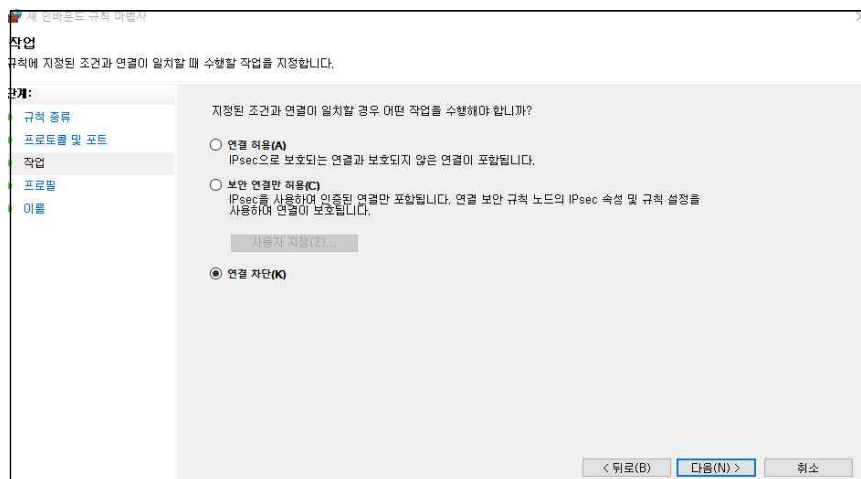 새 인바운드 규칙 마법사
작업
규칙에 지정된 조건과 연결이 일치할 때 수행할 작업을 지정합니다.
단계:
규칙 종류
프로토콜 및 포트
작업
프로필
이름
지정된 조건과 연결이 일치할 경우 어떤 작업을 수행해야 합니까?
연결 허용(A)
IPsec으로 보호되는 연결과 보호되지 않은 연결이 포함됩니다.
보안 연결만 허용(C)
IPsec을 사용하여 인증된 연결만 포함됩니다. 연결 보안 규칙 노드의 IPsec 속성 및 규칙 설정을
사용하여 연결이 보호됩니다.
사용자 지정(Z)...
연결 차단(K)
< 뒤로(B)
다음(N) >
취소